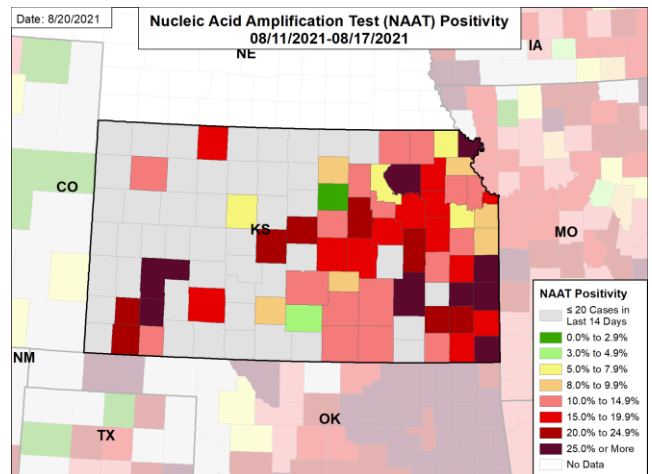 Date: 8/20/2021
Nucleic Acid Amplification Test (NAAT) Positivity
08/11/2021-08/17/2021
NE
IA
CO
KS
MO
NM
OK
TX
NAAT Positivity
≤ 20 Cases in
Last 14 Days
0.0% to 2.9%
3.0% to 4.9%
5.0% to 7.9%
8.0% to 9.9%
10.0% to 14.9%
15.0% to 19.9%
20.0% to 24.9%
25.0% or More
No Data